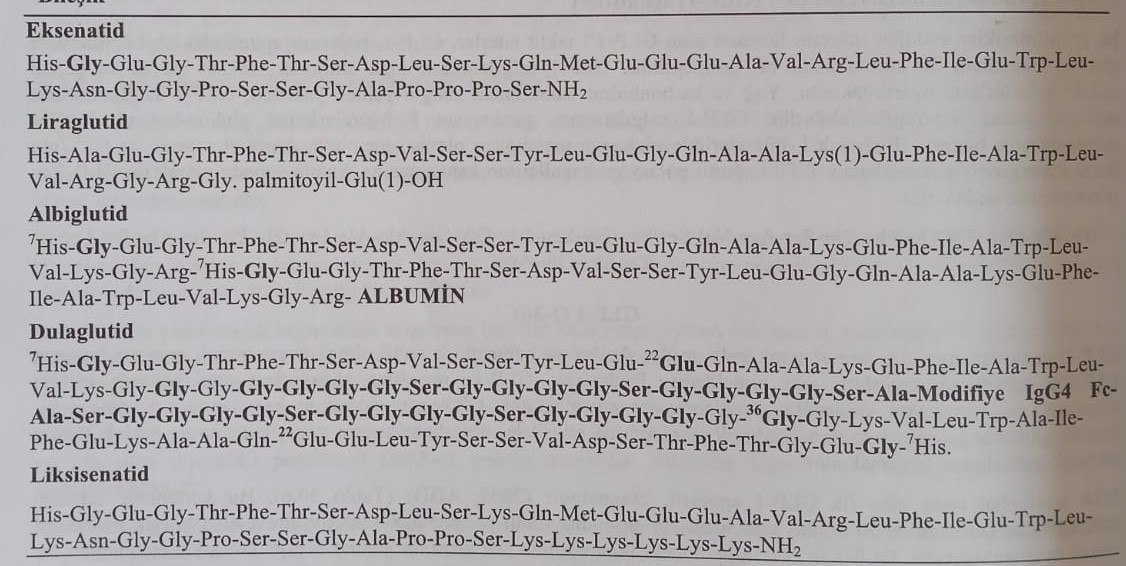 Eksenatid
His-Gly-Glu-Gly-Thr-Phe-Thr-Ser-Asp-Leu-Ser-Lys-Gln-Met-Glu-Glu-Glu-Ala-Val-Arg-Leu-Phe-Ile-Glu-Trp-Leu-
Lys-Asn-Gly-Gly-Pro-Ser-Ser-Gly-Ala-Pro-Pro-Pro-Ser-NH₂
Liraglutid
His-Ala-Glu-Gly-Thr-Phe-Thr-Ser-Asp-Val-Ser-Ser-Tyr-Leu-Glu-Gly-Gln-Ala-Ala-Lys(1)-Glu-Phe-Ile-Ala-Trp-Leu-
Val-Arg-Gly-Arg-Gly. palmitoyil-Glu(1)-OH
Albiglutid
⁷His-Gly-Glu-Gly-Thr-Phe-Thr-Ser-Asp-Val-Ser-Ser-Tyr-Leu-Glu-Gly-Gln-Ala-Ala-Lys-Glu-Phe-Ile-Ala-Trp-Leu-
Val-Lys-Gly-Arg-⁷His-Gly-Glu-Gly-Thr-Phe-Thr-Ser-Asp-Val-Ser-Ser-Tyr-Leu-Glu-Gly-Gln-Ala-Ala-Lys-Glu-Phe-
Ile-Ala-Trp-Leu-Val-Lys-Gly-Arg- ALBUMİN
Dulaglutid
⁷His-Gly-Glu-Gly-Thr-Phe-Thr-Ser-Asp-Val-Ser-Ser-Tyr-Leu-Glu-²²Glu-Gln-Ala-Ala-Lys-Glu-Phe-Ile-Ala-Trp-Leu-
Val-Lys-Gly-Gly-Gly-Gly-Gly-Gly-Gly-Ser-Gly-Gly-Gly-Gly-Ser-Gly-Gly-Gly-Gly-Ser-Ala-Modifiye IgG4 Fc-
Ala-Ser-Gly-Gly-Gly-Gly-Ser-Gly-Gly-Gly-Gly-Ser-Gly-Gly-Gly-Gly-Gly-³⁶Gly-Gly-Lys-Val-Leu-Trp-Ala-Ile-
Phe-Glu-Lys-Ala-Ala-Gln-²²Glu-Glu-Leu-Tyr-Ser-Ser-Val-Asp-Ser-Thr-Phe-Thr-Gly-Glu-Gly-⁷His.
Liksisenatid
His-Gly-Glu-Gly-Thr-Phe-Thr-Ser-Asp-Leu-Ser-Lys-Gln-Met-Glu-Glu-Glu-Ala-Val-Arg-Leu-Phe-Ile-Glu-Trp-Leu-
Lys-Asn-Gly-Gly-Pro-Ser-Ser-Gly-Ala-Pro-Pro-Ser-Lys-Lys-Lys-Lys-Lys-Lys-NH₂